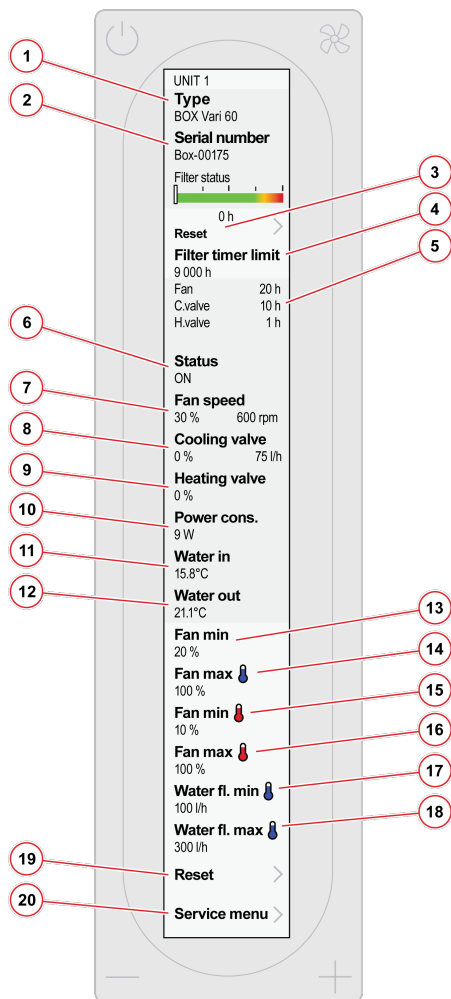 UNIT 1
Type
BOX Vari 60
Serial number
Box-00175
Filter status
0 h
Reset
Filter timer limit
9 000 h
Fan 20 h
C.valve 10 h
H.valve 1 h
Status
ON
Fan speed
30 % 600 rpm
Cooling valve
0 % 75 l/h
Heating valve
0 %
Power cons.
9 W
Water in
15.8°C
Water out
21.1°C
Fan min
20 %
Fan max
100 %
Fan min
10 %
Fan max
100 %
Water fl. min
100 l/h
Water fl. max
300 l/h
Reset
Service menu
1
2
3
4
5
6
7
8
9
10
11
12
13
14
15
16
17
18
19
20